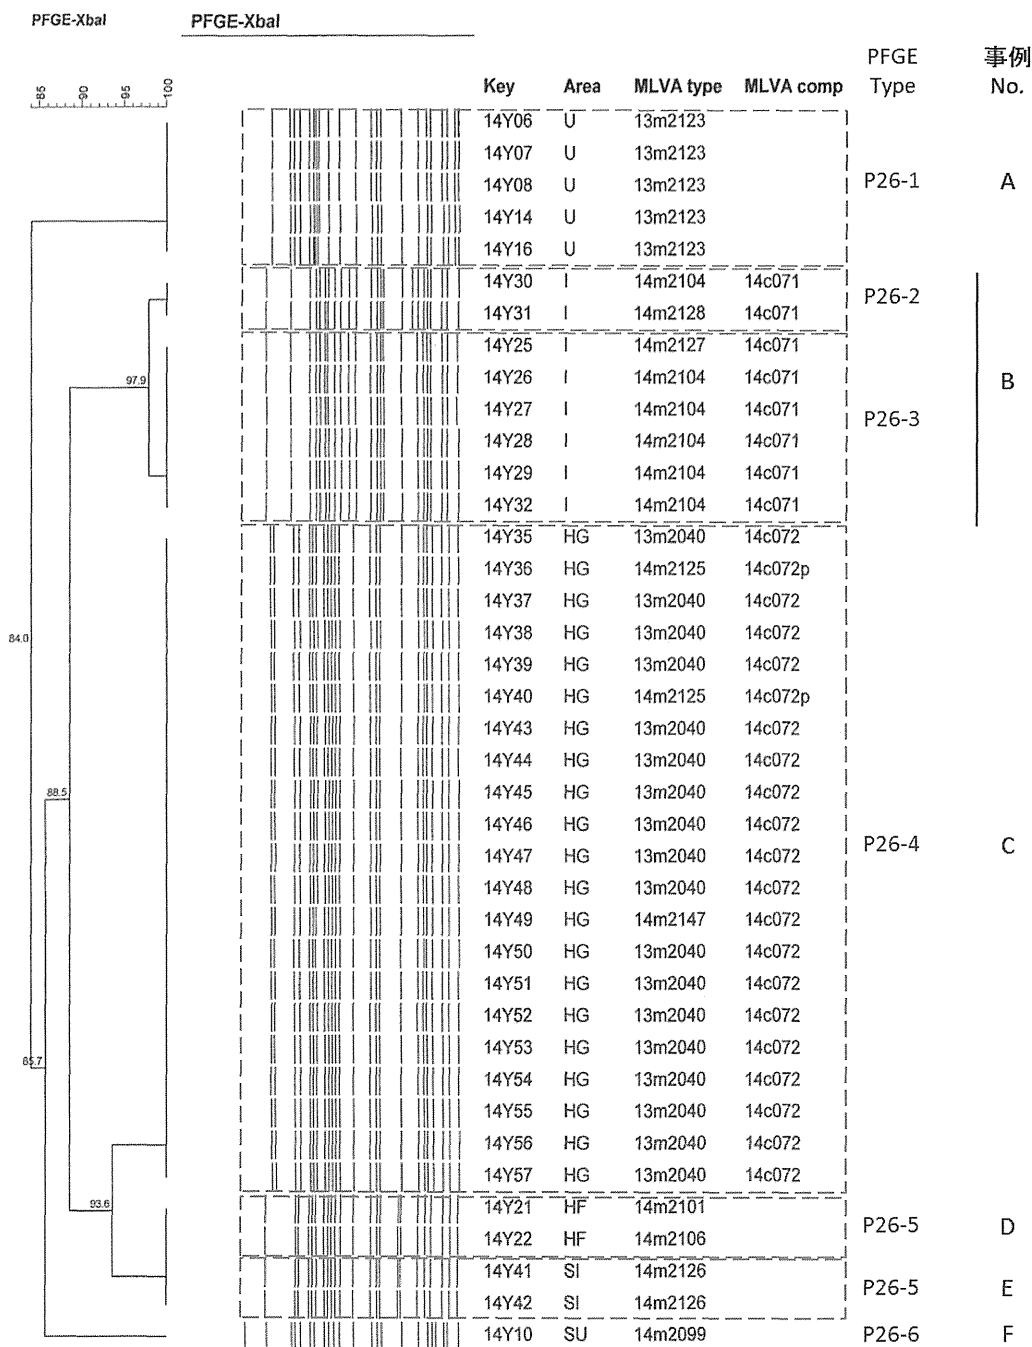 PFGE-XbaI PFGE-XbaI
PFGE 事例
Key Area MLVA type MLVA comp Type No.
85 90 95 100
14Y06 U 13m2123
14Y07 U 13m2123
14Y08 U 13m2123 P26-1 A
14Y14 U 13m2123
14Y16 U 13m2123
14Y30 I 14m2104 14c071 P26-2
14Y31 I 14m2128 14c071
14Y25 I 14m2127 14c071
97.9 14Y26 I 14m2104 14c071 B
14Y27 I 14m2104 14c071 P26-3
14Y28 I 14m2104 14c071
14Y29 I 14m2104 14c071
14Y32 I 14m2104 14c071
14Y35 HG 13m2040 14c072
14Y36 HG 14m2125 14c072p
14Y37 HG 13m2040 14c072
84.0 14Y38 HG 13m2040 14c072
14Y39 HG 13m2040 14c072
14Y40 HG 14m2125 14c072p
14Y43 HG 13m2040 14c072
14Y44 HG 13m2040 14c072
88.5 14Y45 HG 13m2040 14c072
14Y46 HG 13m2040 14c072
14Y47 HG 13m2040 14c072 P26-4 C
14Y48 HG 13m2040 14c072
14Y49 HG 14m2147 14c072
14Y50 HG 13m2040 14c072
14Y51 HG 13m2040 14c072
14Y52 HG 13m2040 14c072
85.7 14Y53 HG 13m2040 14c072
14Y54 HG 13m2040 14c072
14Y55 HG 13m2040 14c072
14Y56 HG 13m2040 14c072
14Y57 HG 13m2040 14c072
93.6 14Y21 HF 14m2101
14Y22 HF 14m2106 P26-5 D
14Y41 SI 14m2126
14Y42 SI 14m2126 P26-5 E
14Y10 SU 14m2099 P26-6 F